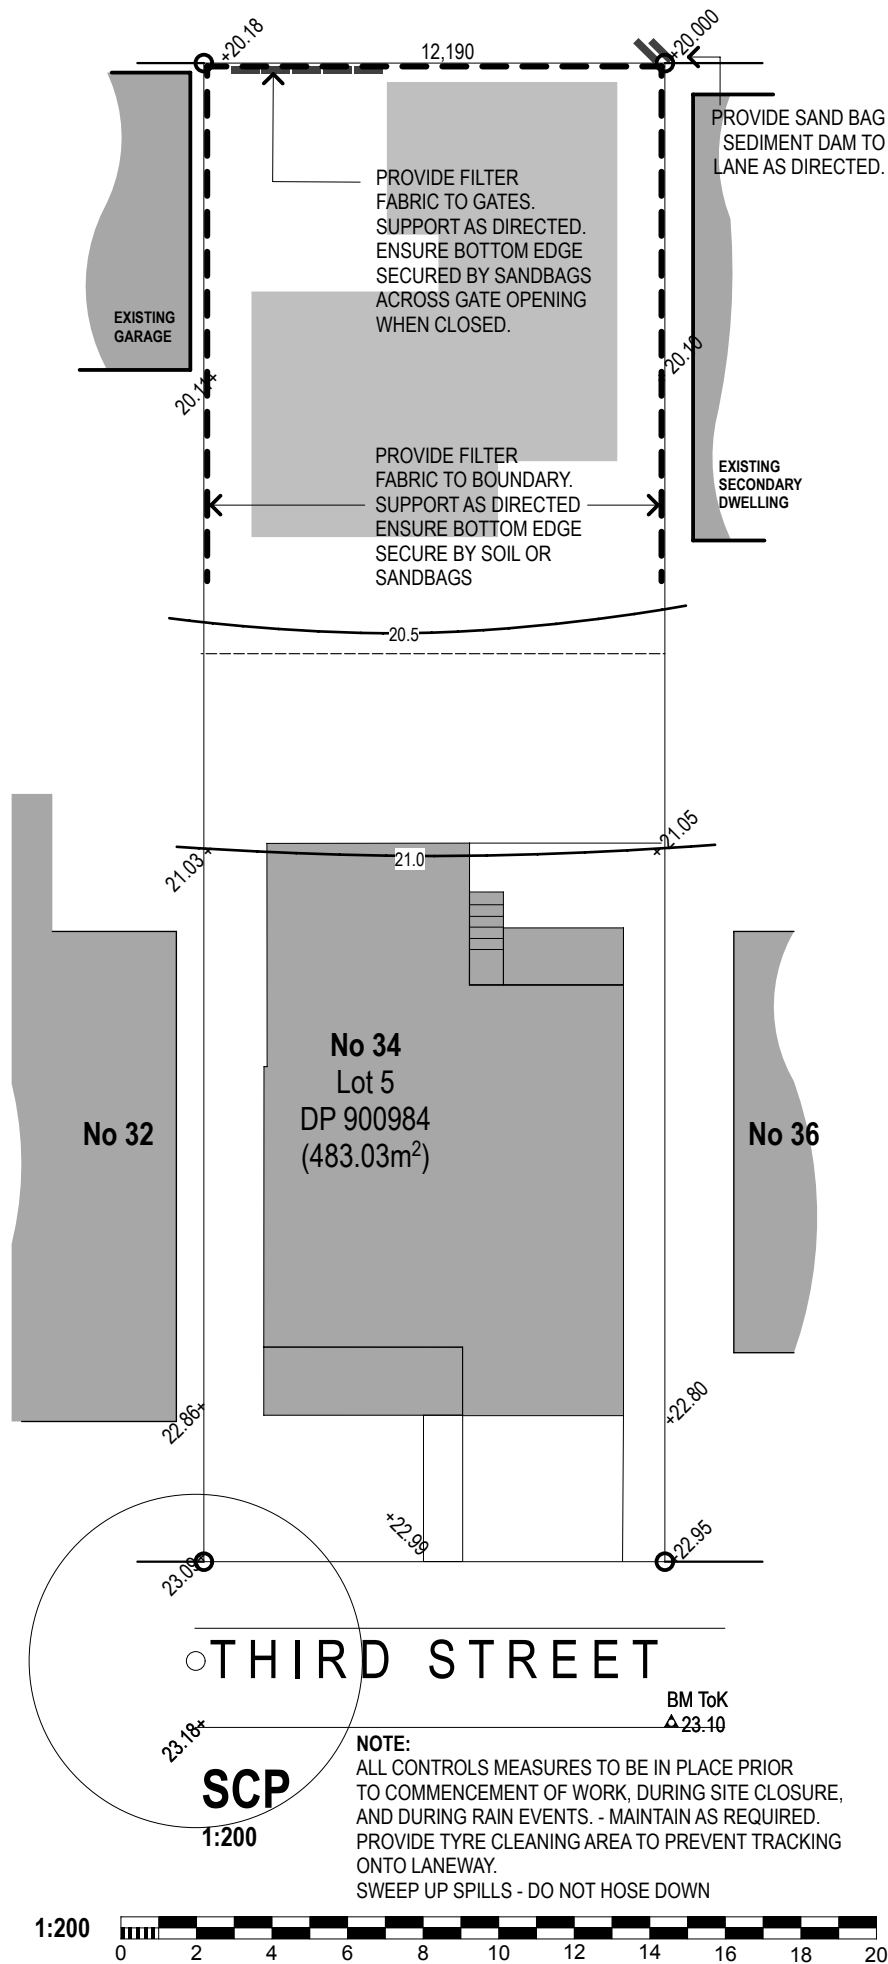 +20.18
12,190
+20.000
PROVIDE SAND BAG
SEDIMENT DAM TO
LANE AS DIRECTED.
PROVIDE FILTER
FABRIC TO GATES.
SUPPORT AS DIRECTED.
ENSURE BOTTOM EDGE
SECURED BY SANDBAGS
ACROSS GATE OPENING
WHEN CLOSED.
EXISTING
GARAGE
20.11+
+20.10
PROVIDE FILTER
FABRIC TO BOUNDARY.
SUPPORT AS DIRECTED
ENSURE BOTTOM EDGE
SECURE BY SOIL OR
SANDBAGS
EXISTING
SECONDARY
DWELLING
20.5
21.03+
21.0
+21.05
No 34
Lot 5
DP 900984
(483.03m²)
No 32
No 36
22.86+
+22.80
+22.99
23.09+
+22.95
THIRD STREET
BM ToK
23.10
23.18+
SCP
1:200
NOTE:
ALL CONTROLS MEASURES TO BE IN PLACE PRIOR
TO COMMENCEMENT OF WORK, DURING SITE CLOSURE,
AND DURING RAIN EVENTS. - MAINTAIN AS REQUIRED.
PROVIDE TYRE CLEANING AREA TO PREVENT TRACKING
ONTO LANEWAY.
SWEEP UP SPILLS - DO NOT HOSE DOWN
1:200
0 2 4 6 8 10 12 14 16 18 20